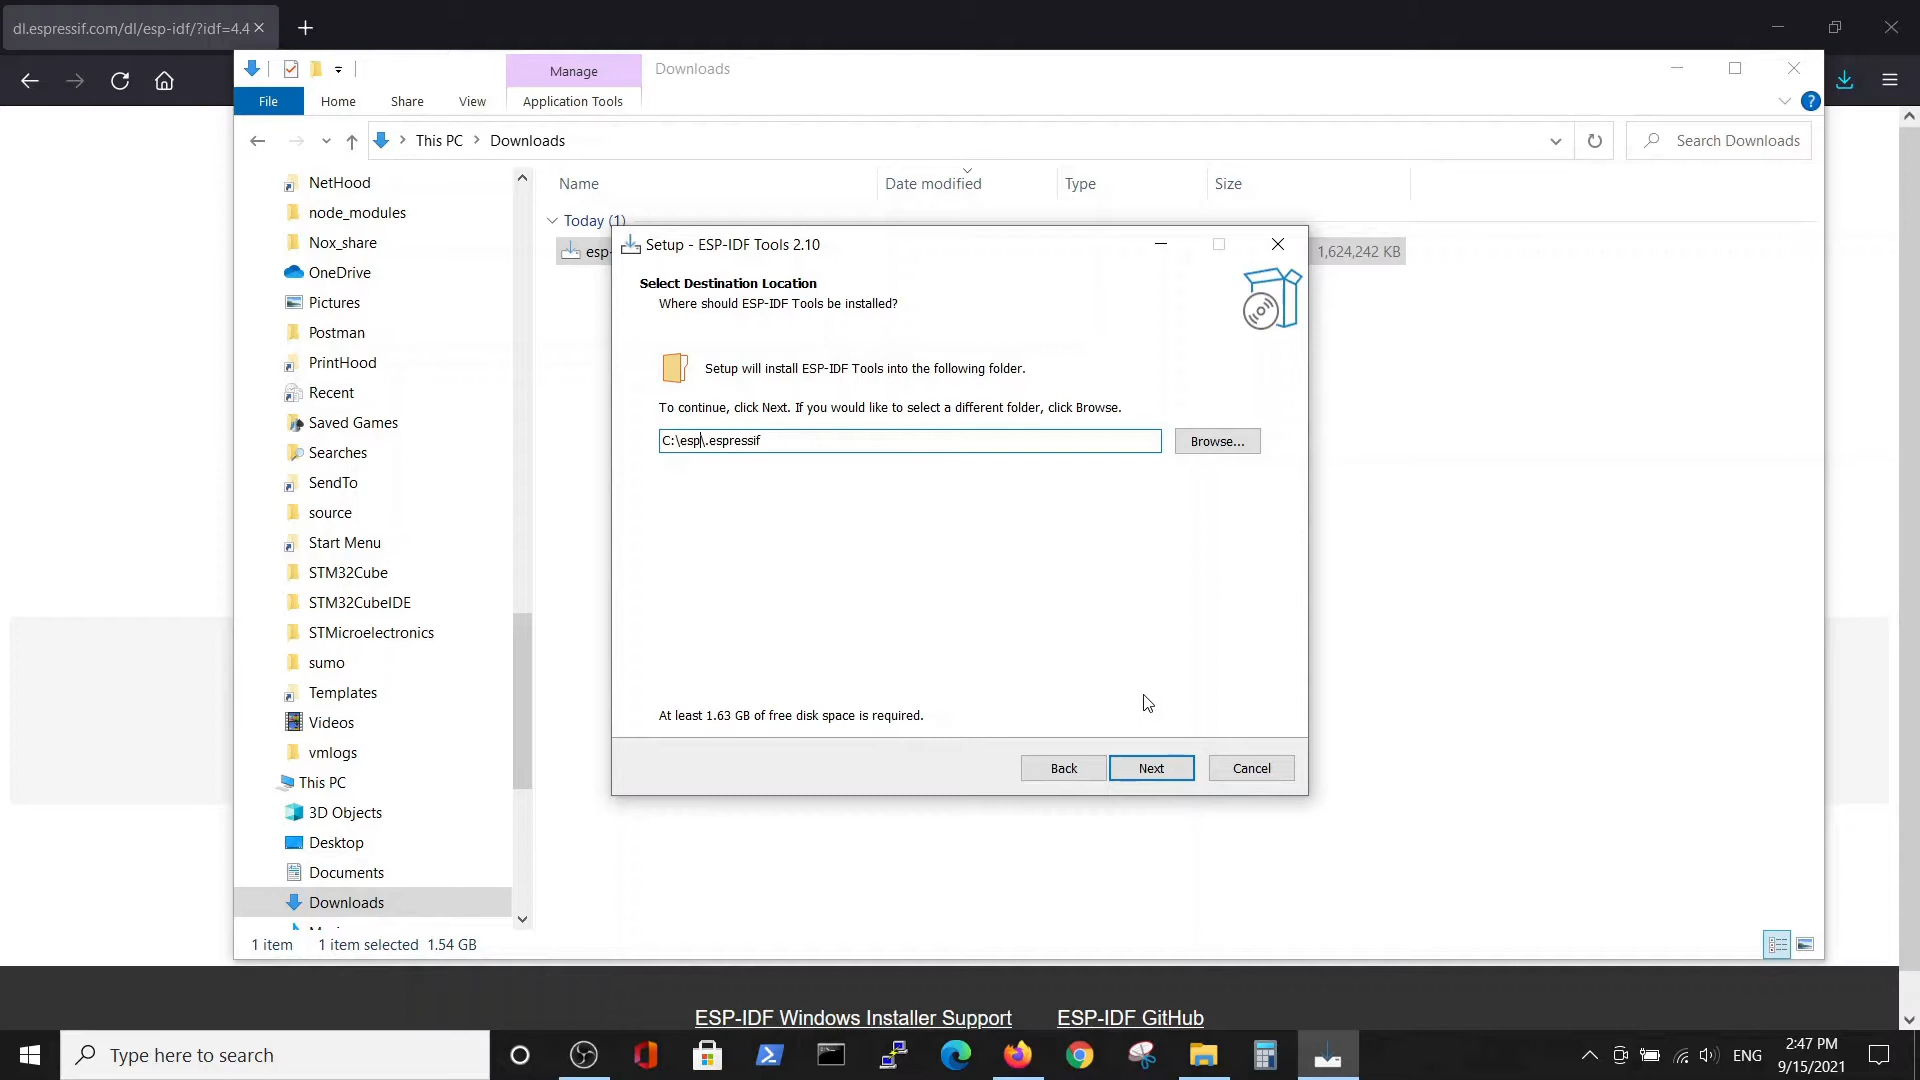 dl.espressif.com/dl/esp-idf/?idf=4.4
Manage
Downloads
File
Home
Share
View
Application Tools
This PC
Downloads
Search Downloads
Name
Date modified
Type
Size
NetHood
node_modules
Nox_share
OneDrive
Pictures
Postman
PrintHood
Recent
Saved Games
Searches
SendTo
source
Start Menu
STM32Cube
STM32CubeIDE
STMicroelectronics
sumo
Templates
Videos
vmlogs
This PC
3D Objects
Desktop
Documents
Downloads
Today (1)
esp-
1,624,242 KB
Setup - ESP-IDF Tools 2.10
Select Destination Location
Where should ESP-IDF Tools be installed?
Setup will install ESP-IDF Tools into the following folder.
To continue, click Next. If you would like to select a different folder, click Browse.
C:\esp\.espressif
Browse...
At least 1.63 GB of free disk space is required.
Back
Next
Cancel
1 item
1 item selected 1.54 GB
ESP-IDF Windows Installer Support
ESP-IDF GitHub
Type here to search
ENG
2:47 PM
9/15/2021